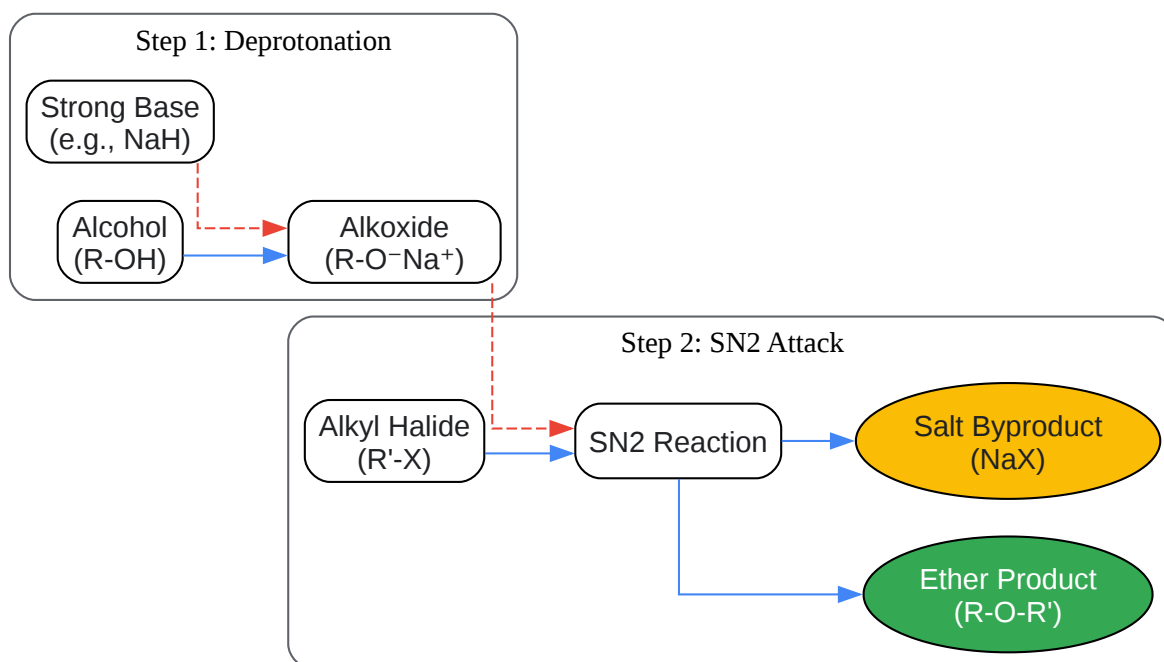 Step 1: Deprotonation
Strong Base
(e.g., NaH)
Alcohol
(R-OH)
Alkoxide
(R-O⁻Na⁺)
Step 2: SN2 Attack
Alkyl Halide
(R'-X)
SN2 Reaction
Salt Byproduct
(NaX)
Ether Product
(R-O-R')